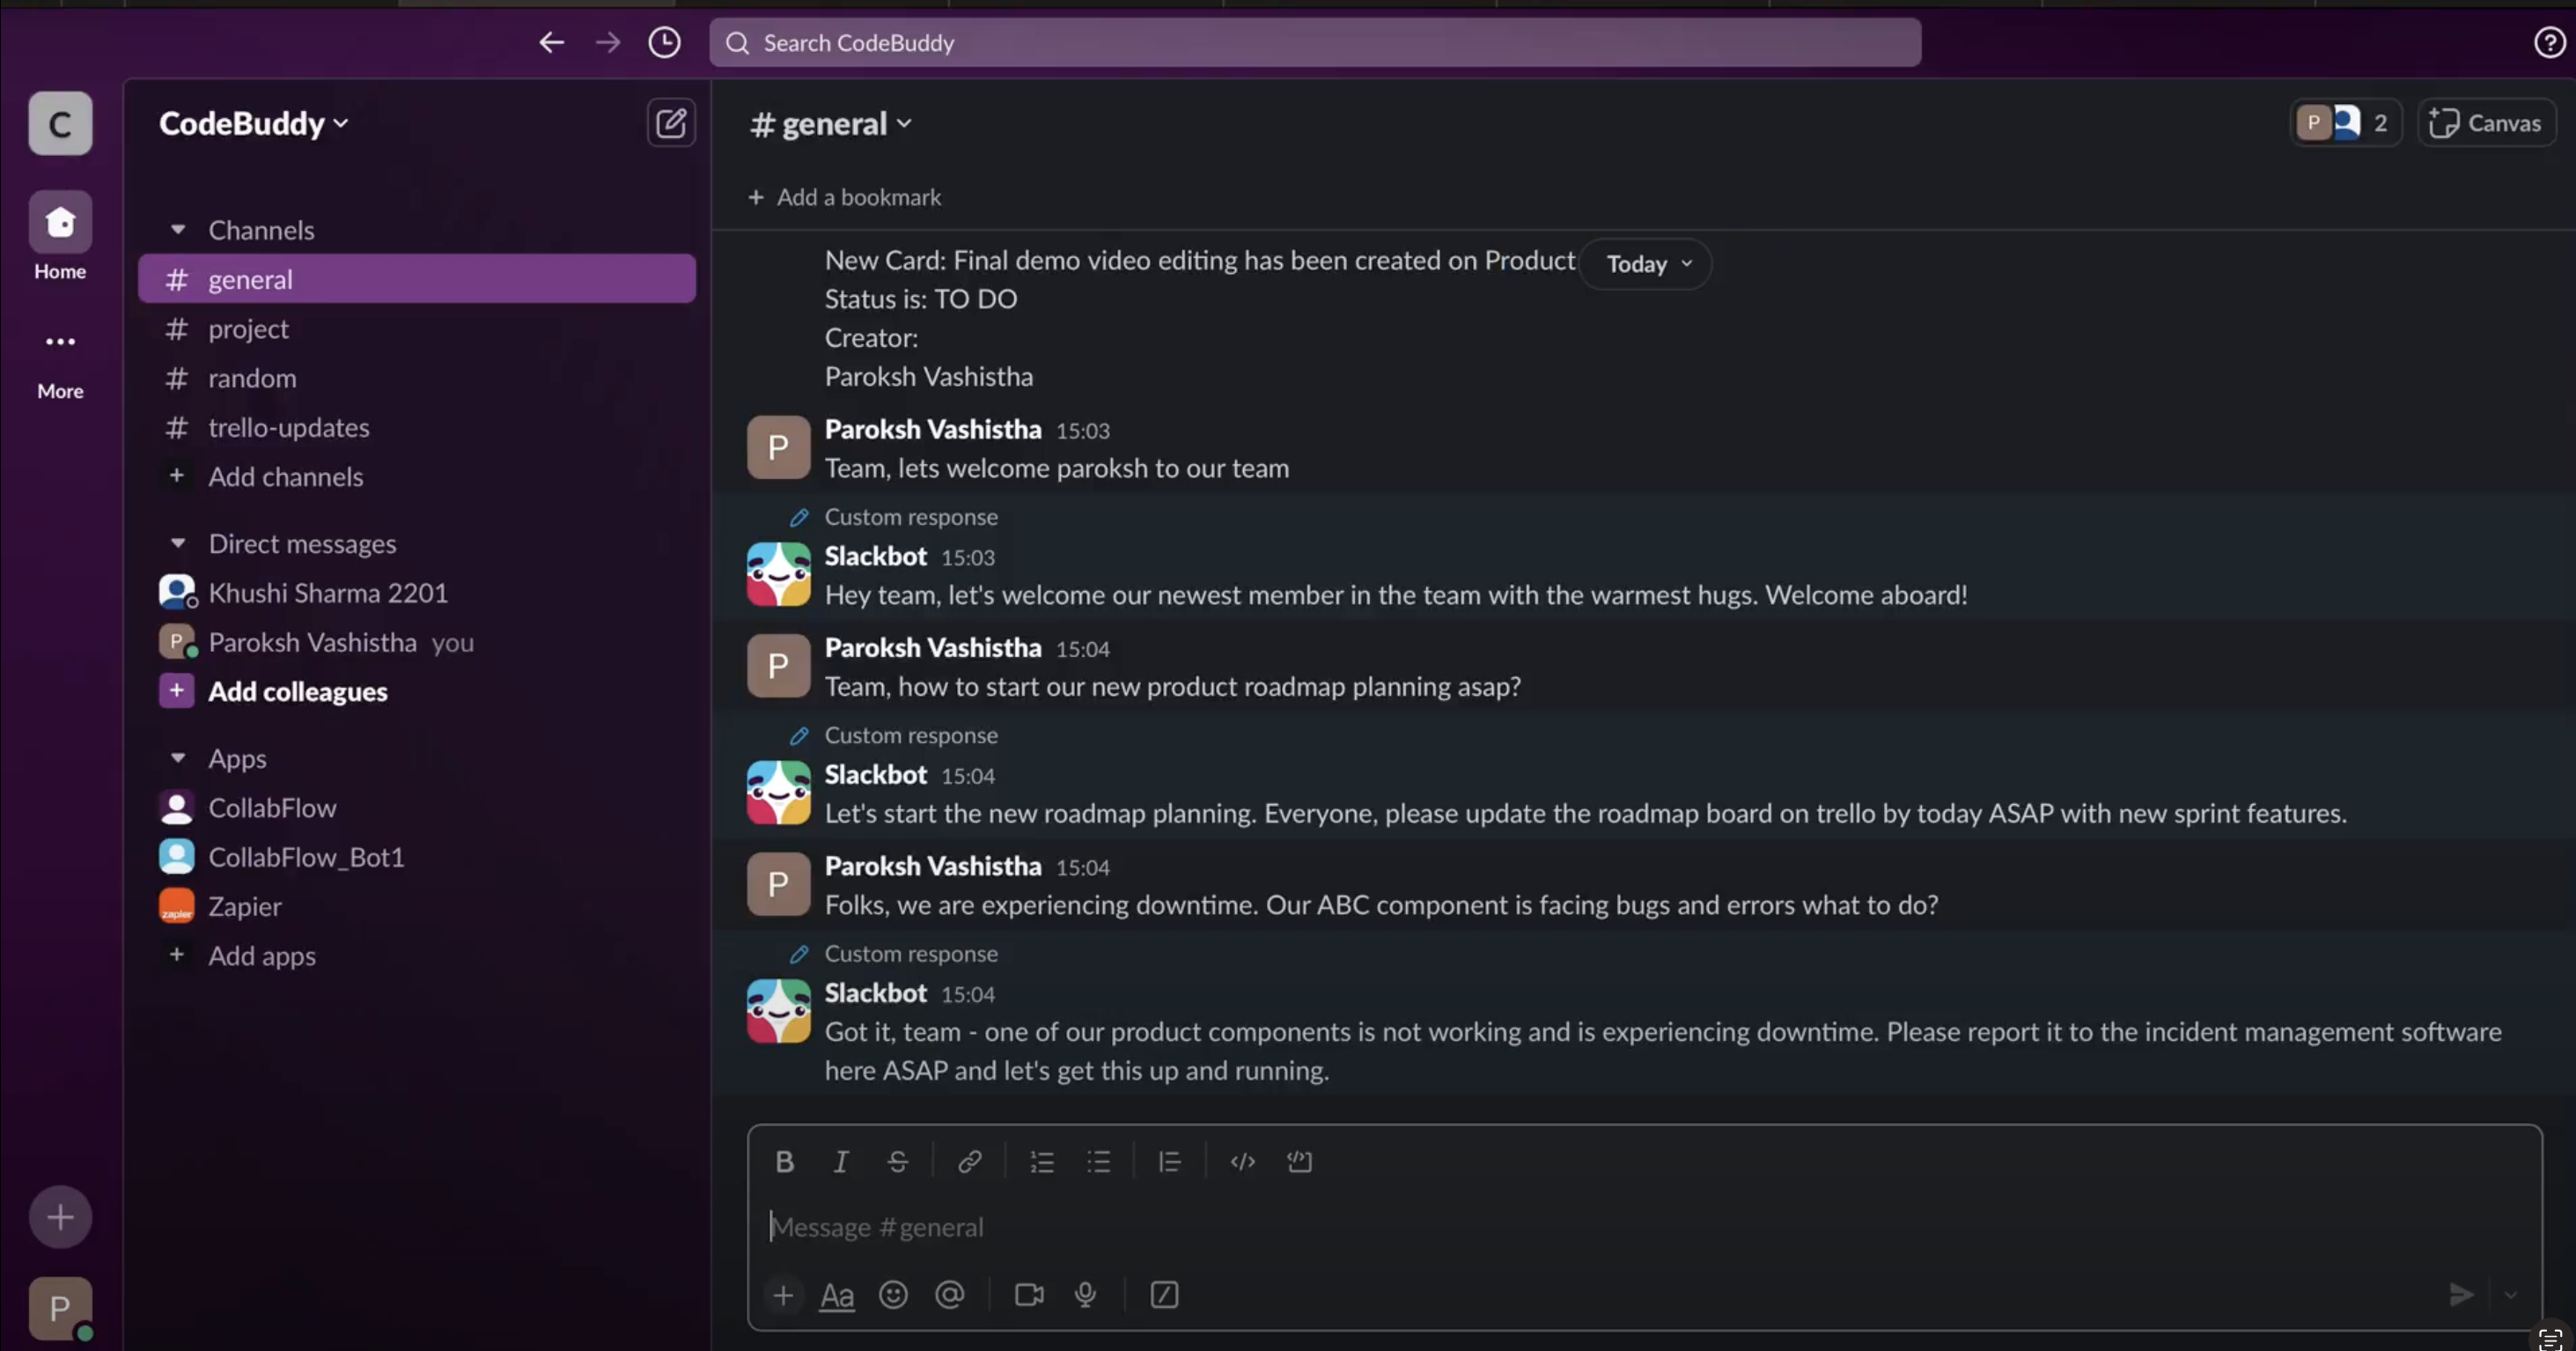 Search CodeBuddy
C
Home
More
P
CodeBuddy
Channels
# general
# project
# random
# trello-updates
+ Add channels
Direct messages
Khushi Sharma 2201
P Paroksh Vashistha you
+ Add colleagues
Apps
CollabFlow
CollabFlow_Bot1
zapier Zapier
+ Add apps
# general
P 2 Canvas
+ Add a bookmark
New Card: Final demo video editing has been created on Product
Today
Status is: TO DO
Creator:
Paroksh Vashistha
P
Paroksh Vashistha 15:03
Team, lets welcome paroksh to our team
Custom response
Slackbot 15:03
Hey team, let's welcome our newest member in the team with the warmest hugs. Welcome aboard!
P
Paroksh Vashistha 15:04
Team, how to start our new product roadmap planning asap?
Custom response
Slackbot 15:04
Let's start the new roadmap planning. Everyone, please update the roadmap board on trello by today ASAP with new sprint features.
P
Paroksh Vashistha 15:04
Folks, we are experiencing downtime. Our ABC component is facing bugs and errors what to do?
Custom response
Slackbot 15:04
Got it, team - one of our product components is not working and is experiencing downtime. Please report it to the incident management software
here ASAP and let's get this up and running.
B I S
Message #general
+ Aa @